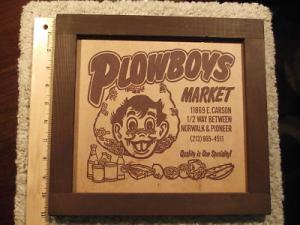 PLOWBOYS
MARKET
11869 E. CARSON
1/2 WAY BETWEEN
NORWALK & PIONEER
(213) 865-4511
Quality is Our Specialty!